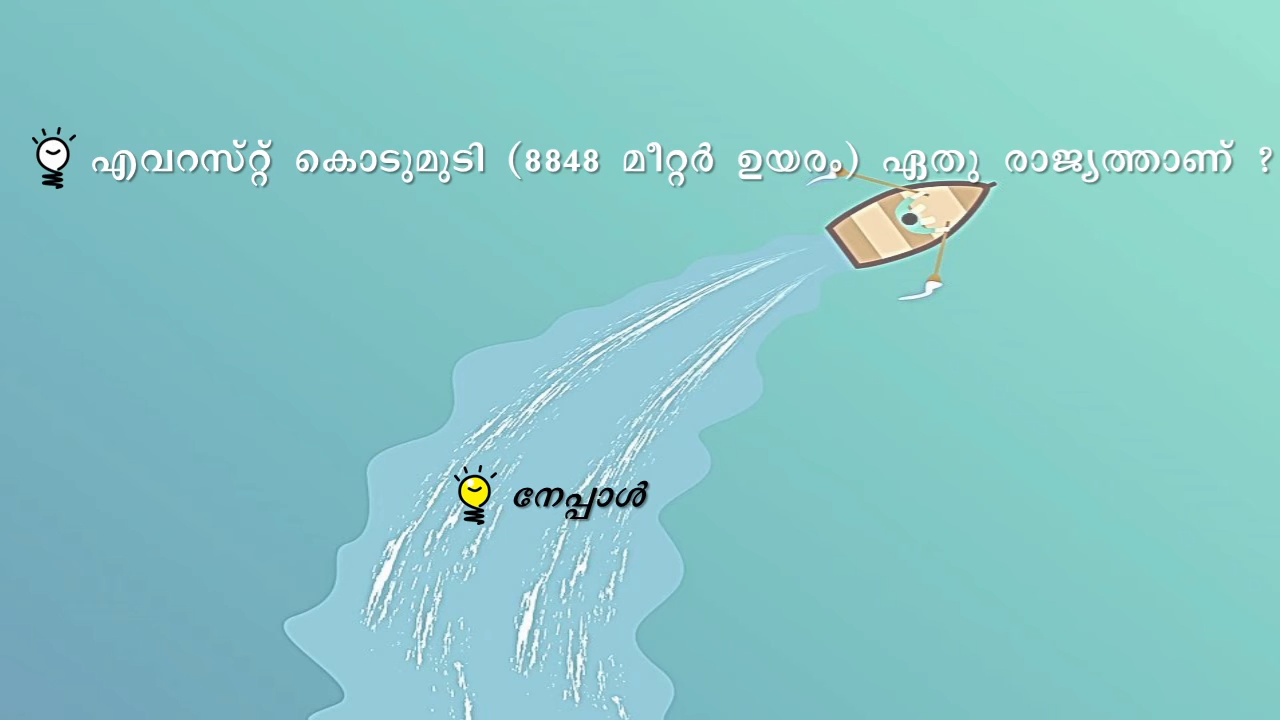 എവറസ്റ്റ് കൊടുമുടി (8848 മീറ്റർ ഉയരം) ഏതു രാജ്യത്താണ് ?
നേപ്പാൾ